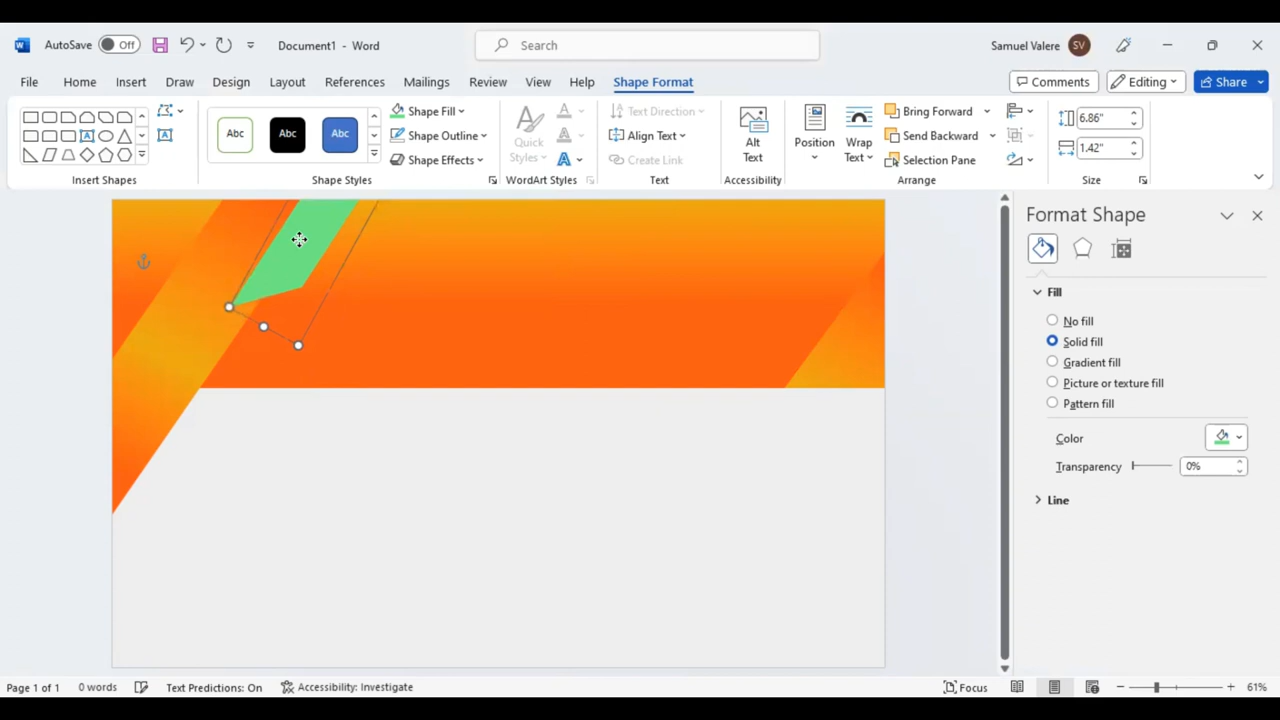 AutoSave Off Document1 - Word Search Samuel Valere SV
File Home Insert Draw Design Layout References Mailings Review View Help Shape Format Comments Editing Share
Abc Abc Abc
Shape Fill
Shape Outline
Shape Effects
Quick
Styles
Text Direction
Align Text
Create Link
Alt
Text
Position
Wrap
Text
Bring Forward
Send Backward
Selection Pane
6.86"
1.42"
Insert Shapes Shape Styles WordArt Styles Text Accessibility Arrange Size
Format Shape
Fill
No fill
Solid fill
Gradient fill
Picture or texture fill
Pattern fill
Color
Transparency 0%
Line
Page 1 of 1 0 words Text Predictions: On Accessibility: Investigate Focus 61%